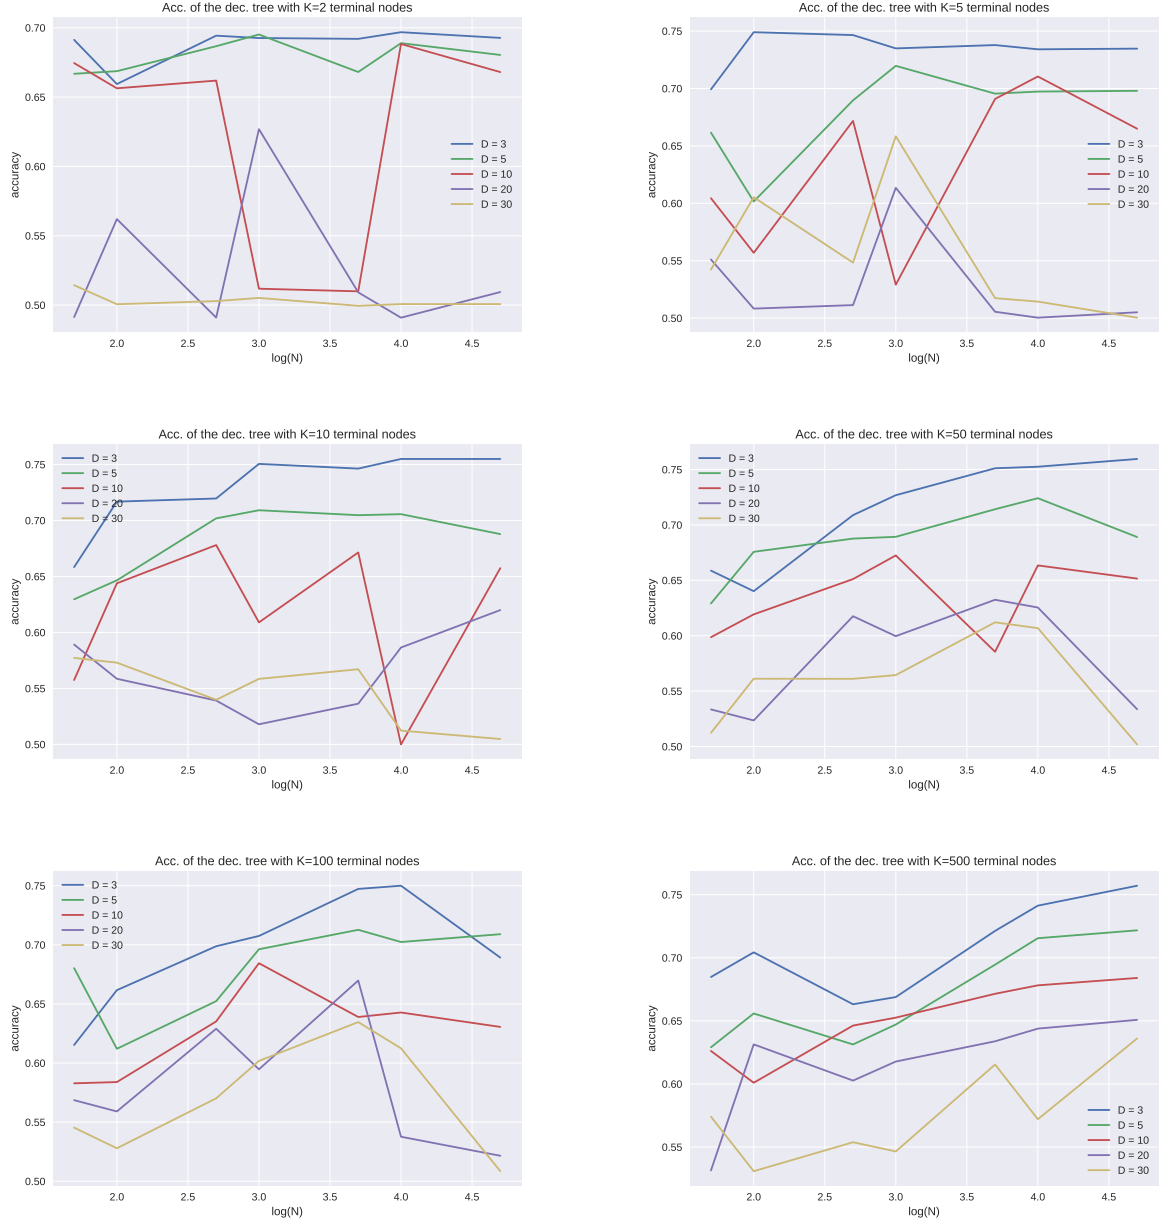 Acc. of the dec. tree with K=2 terminal nodes
0.70
0.65
0.60
0.55
0.50
accuracy
D = 3
D = 5
D = 10
D = 20
D = 30
2.0 2.5 3.0 3.5 4.0 4.5
log(N)
Acc. of the dec. tree with K=5 terminal nodes
0.75
0.70
0.65
0.60
0.55
0.50
accuracy
D = 3
D = 5
D = 10
D = 20
D = 30
2.0 2.5 3.0 3.5 4.0 4.5
log(N)
Acc. of the dec. tree with K=10 terminal nodes
0.75
0.70
0.65
0.60
0.55
0.50
accuracy
D = 3
D = 5
D = 10
D = 20
D = 30
2.0 2.5 3.0 3.5 4.0 4.5
log(N)
Acc. of the dec. tree with K=50 terminal nodes
0.75
0.70
0.65
0.60
0.55
0.50
accuracy
D = 3
D = 5
D = 10
D = 20
D = 30
2.0 2.5 3.0 3.5 4.0 4.5
log(N)
Acc. of the dec. tree with K=100 terminal nodes
0.75
0.70
0.65
0.60
0.55
0.50
accuracy
D = 3
D = 5
D = 10
D = 20
D = 30
2.0 2.5 3.0 3.5 4.0 4.5
log(N)
Acc. of the dec. tree with K=500 terminal nodes
0.75
0.70
0.65
0.60
0.55
accuracy
D = 3
D = 5
D = 10
D = 20
D = 30
2.0 2.5 3.0 3.5 4.0 4.5
log(N)